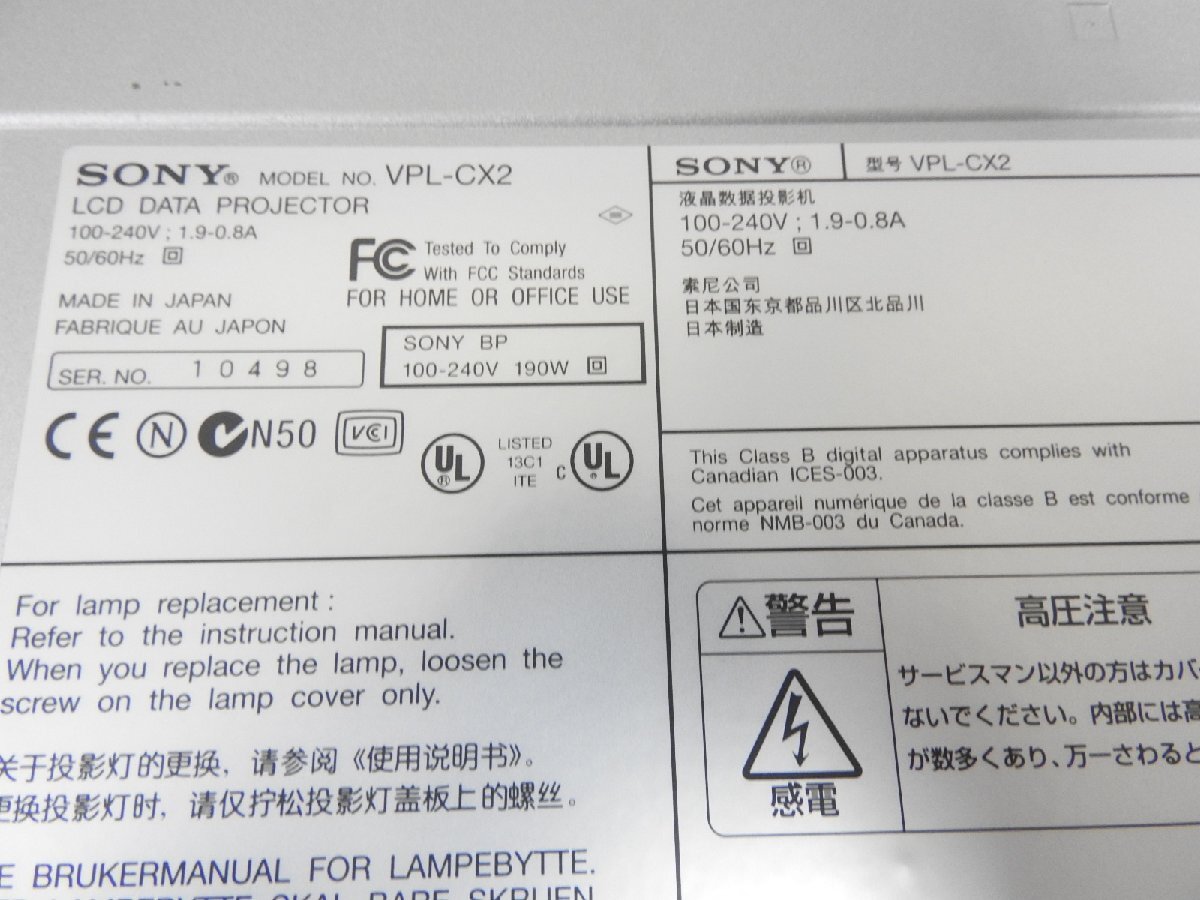 SONY® MODEL NO. VPL-CX2
LCD DATA PROJECTOR
100-240V ; 1.9-0.8A
50/60Hz
FC Tested To Comply
With FCC Standards
FOR HOME OR OFFICE USE
MADE IN JAPAN
FABRIQUE AU JAPON
SER. NO. 10498
SONY BP
100-240V 190W
CE N N50 VCI
UL® LISTED
13C1
ITE
C UL®
SONY® 型号 VPL-CX2
液晶数据投影机
100-240V ; 1.9-0.8A
50/60Hz
索尼公司
日本国东京都品川区北品川
日本制造
This Class B digital apparatus complies with
Canadian ICES-003.
Cet appareil numérique de la classe B est conforme
norme NMB-003 du Canada.
For lamp replacement :
Refer to the instruction manual.
When you replace the lamp, loosen the
screw on the lamp cover only.
关于投影灯的更换，请参阅《使用说明书》。
更换投影灯时，请仅拧松投影灯盖板上的螺丝。
E BRUKERMANUAL FOR LAMPEBYTTE.
LAMPEBYTTE SKAL BARE SKRUEN
警告
感電
高圧注意
サービスマン以外の方はカバー
ないでください。内部には高
が数多くあり、万一さわると